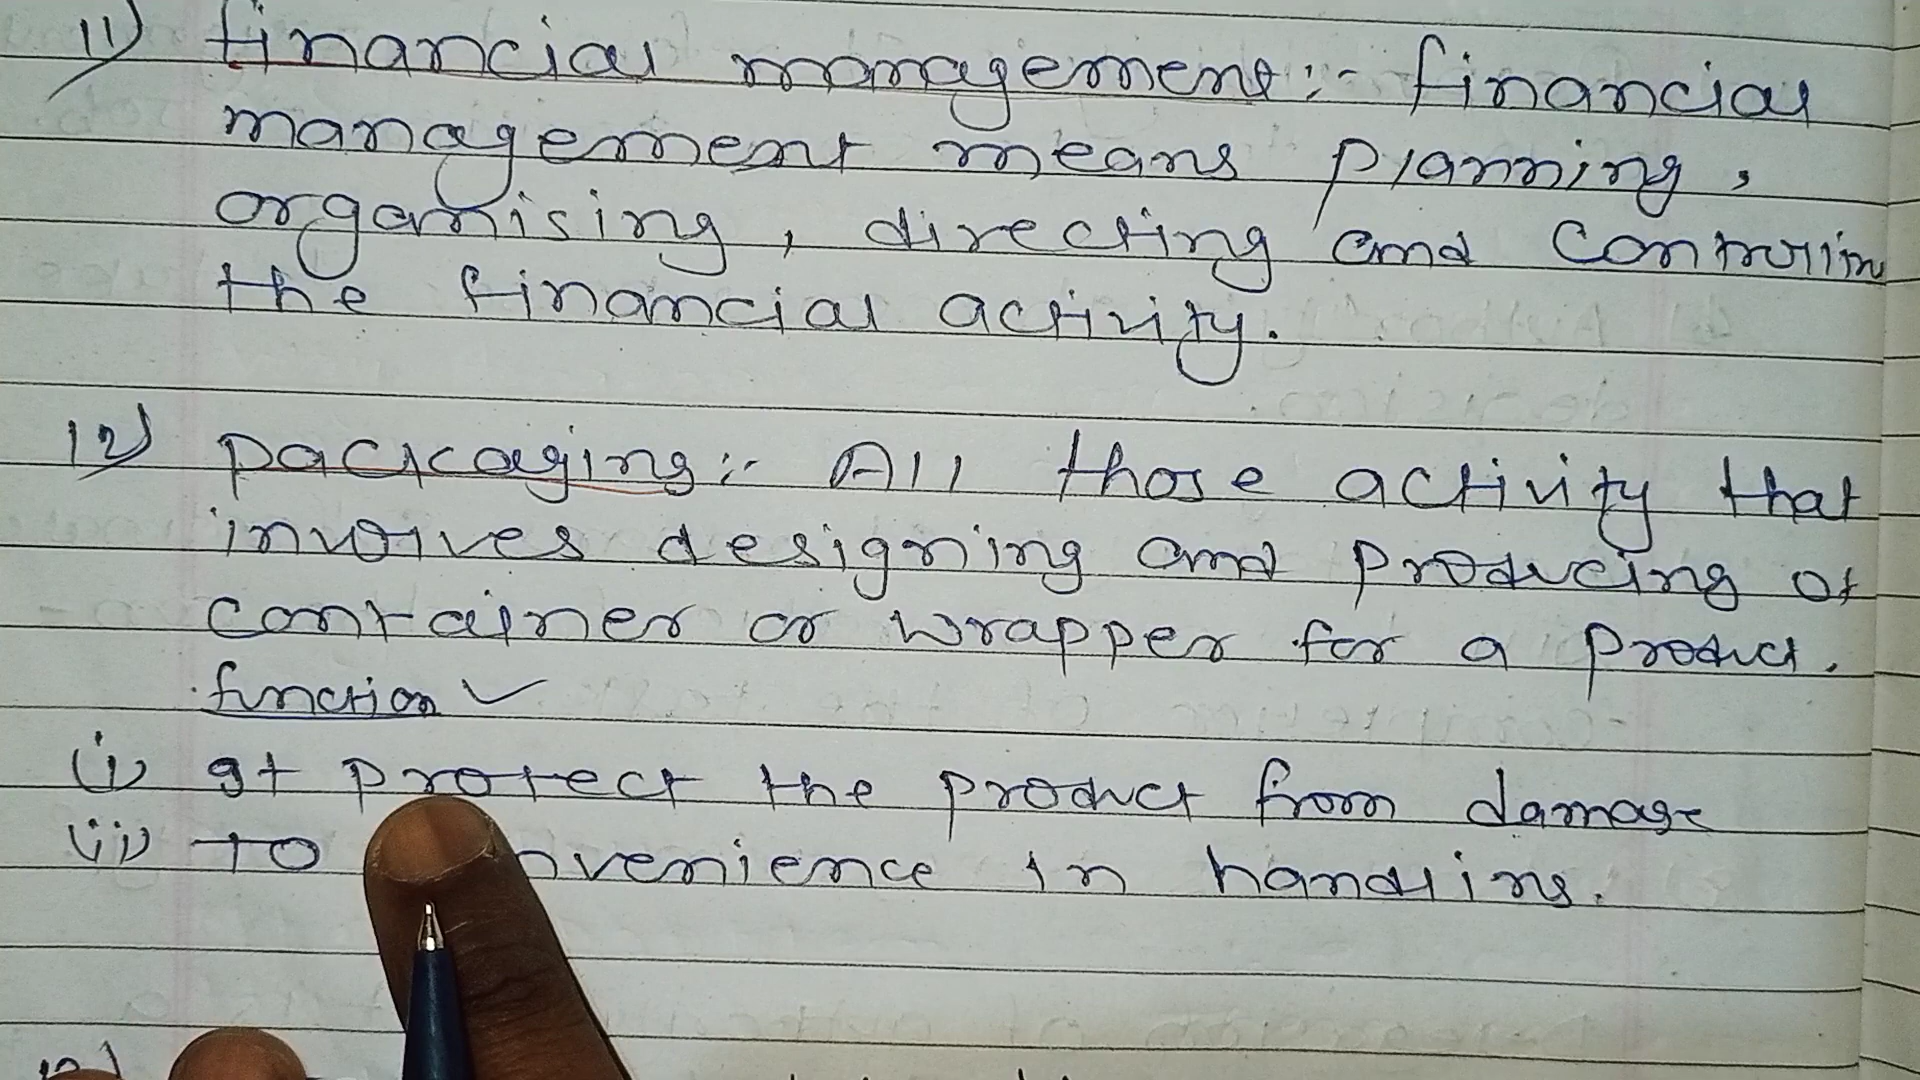 11) financial management :- financial
management means planning,
organising, directing and controllin
the financial activity.
12) packaging :- All those activity that
involves designing and producing of
container or wrapper for a product.
function
(i) It protect the product from damage
(ii) To nvenience in handling.